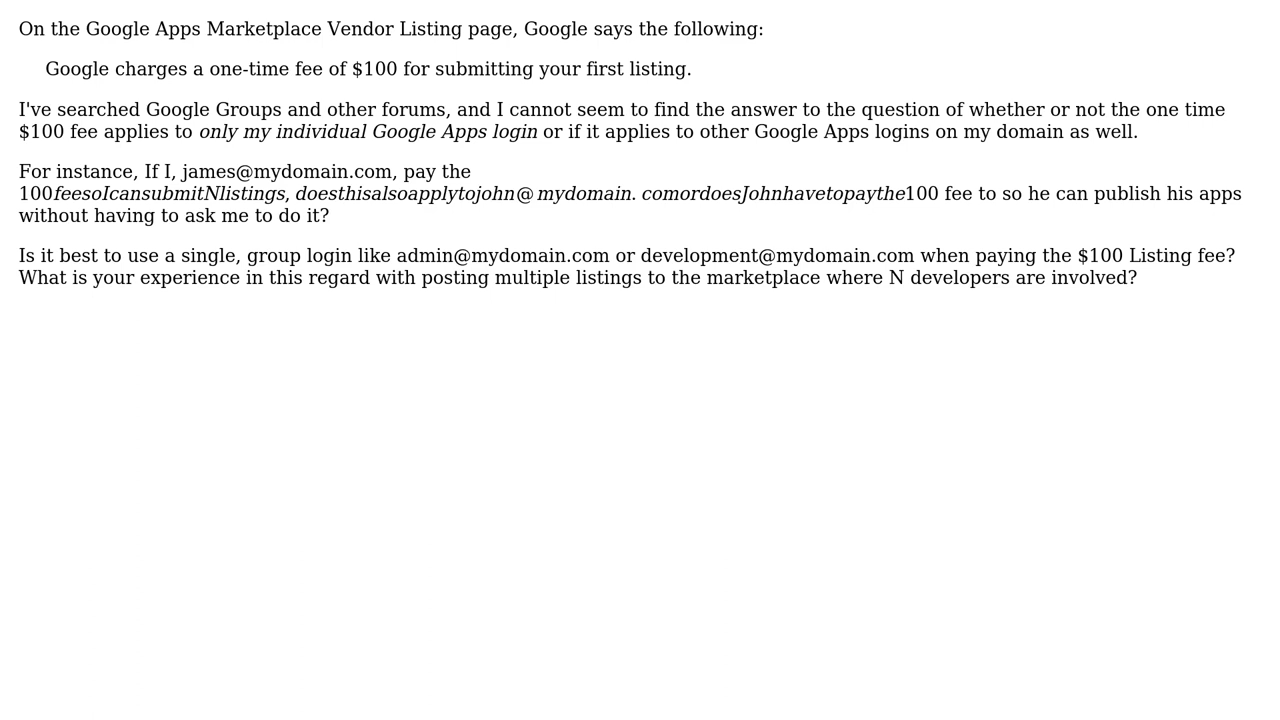 On the Google Apps Marketplace Vendor Listing page, Google says the following:
Google charges a one-time fee of $100 for submitting your first listing.
I've searched Google Groups and other forums, and I cannot seem to find the answer to the question of whether or not the one time
$100 fee applies to only my individual Google Apps login or if it applies to other Google Apps logins on my domain as well.
For instance, If I, james@mydomain.com, pay the
100feesoIcansubmitNlistings, doesthisalsoapplytojohn@mydomain. comordoesJohnhavetopaythe100 fee to so he can publish his apps
without having to ask me to do it?
Is it best to use a single, group login like admin@mydomain.com or development@mydomain.com when paying the $100 Listing fee?
What is your experience in this regard with posting multiple listings to the marketplace where N developers are involved?